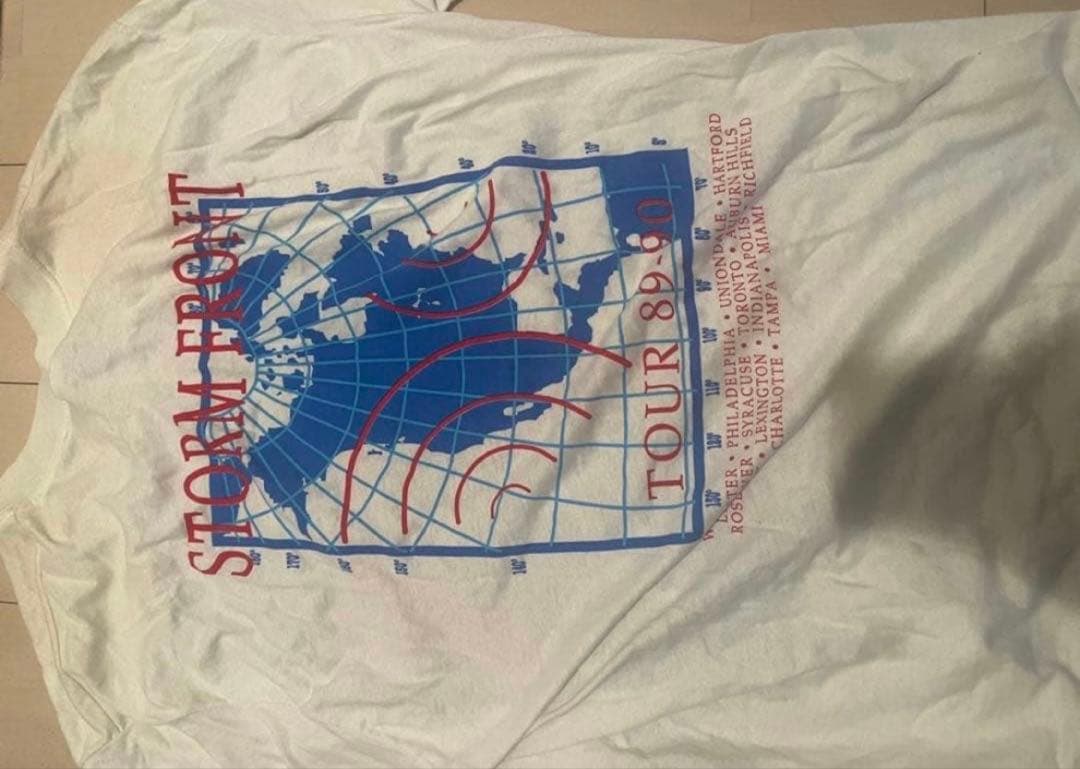 STORM FRONT
TOUR 89-90
PHILADELPHIA • UNIONDALE • HARTFORD
SYRACUSE • TORONTO • AUBURN HILLS
• LEXINGTON • INDIANAPOLIS • RICHFIELD
CHARLOTTE • TAMPA • MIAMI